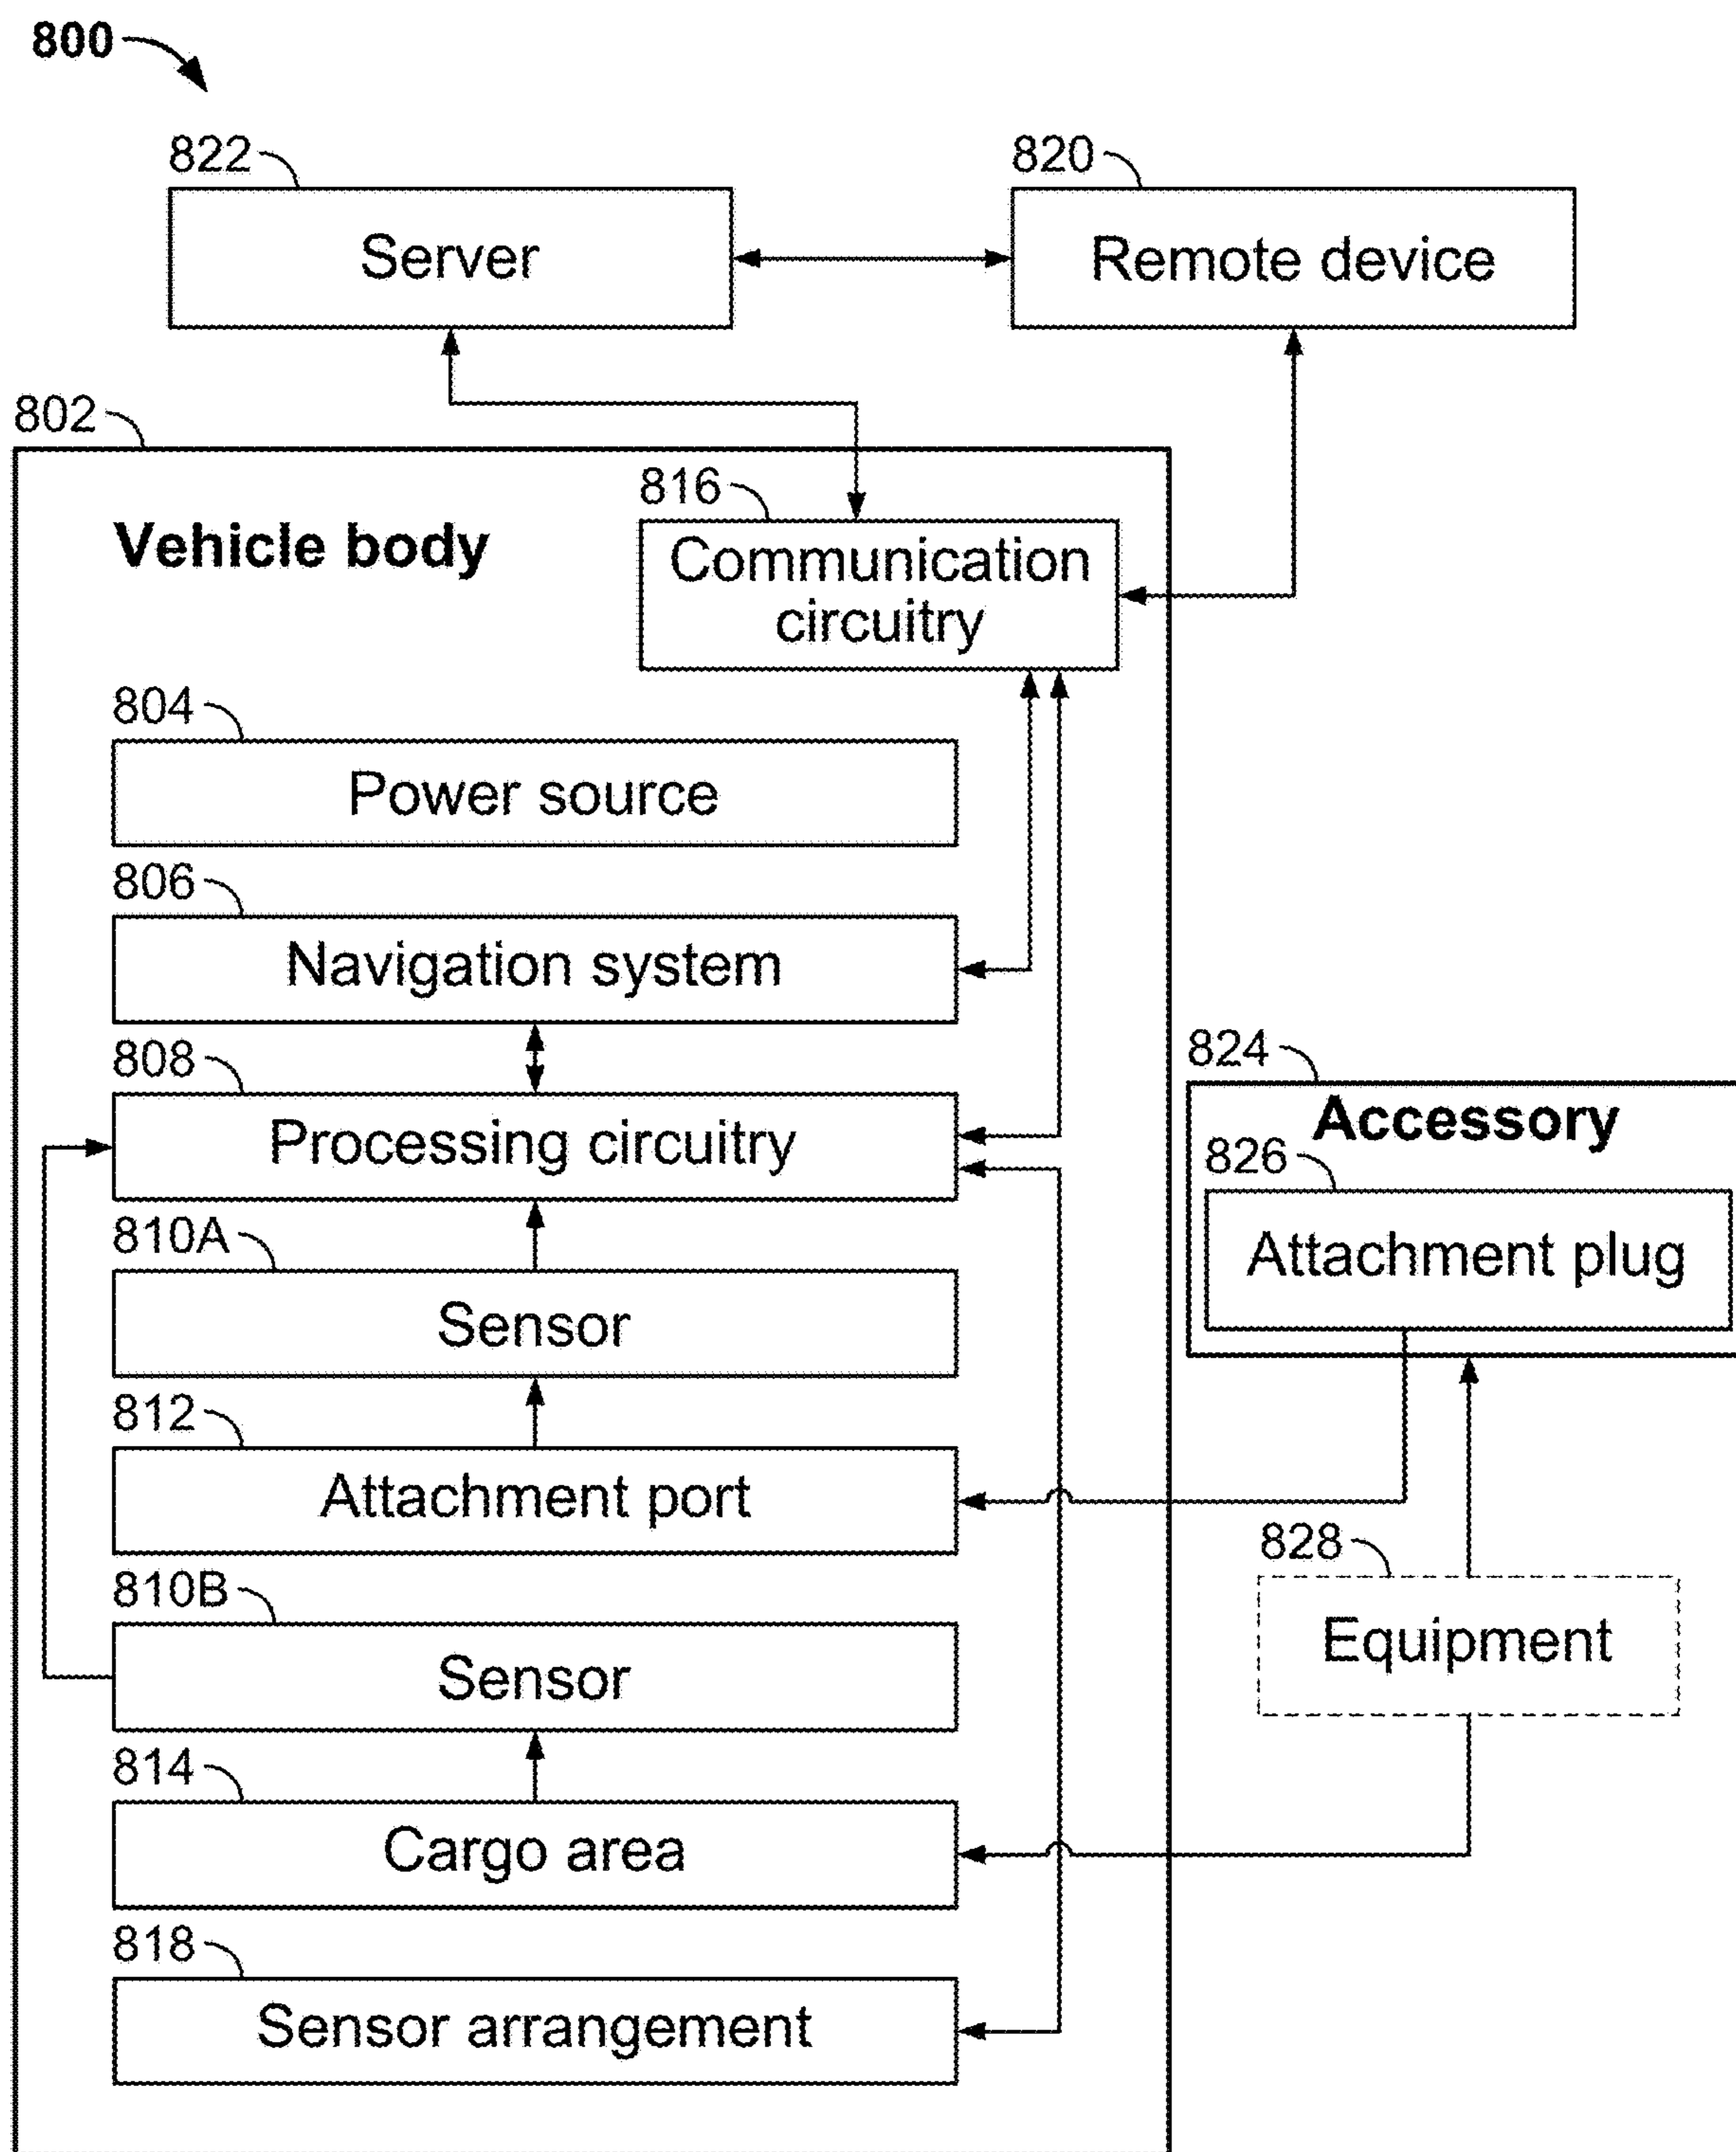 800
822
820
Server
Remote device
802
816
Vehicle body
Communication
circuitry
804
Power source
806
Navigation system
808
Processing circuitry
824
Accessory
826
Attachment plug
810A
Sensor
812
Attachment port
828
Equipment
810B
Sensor
814
Cargo area
818
Sensor arrangement